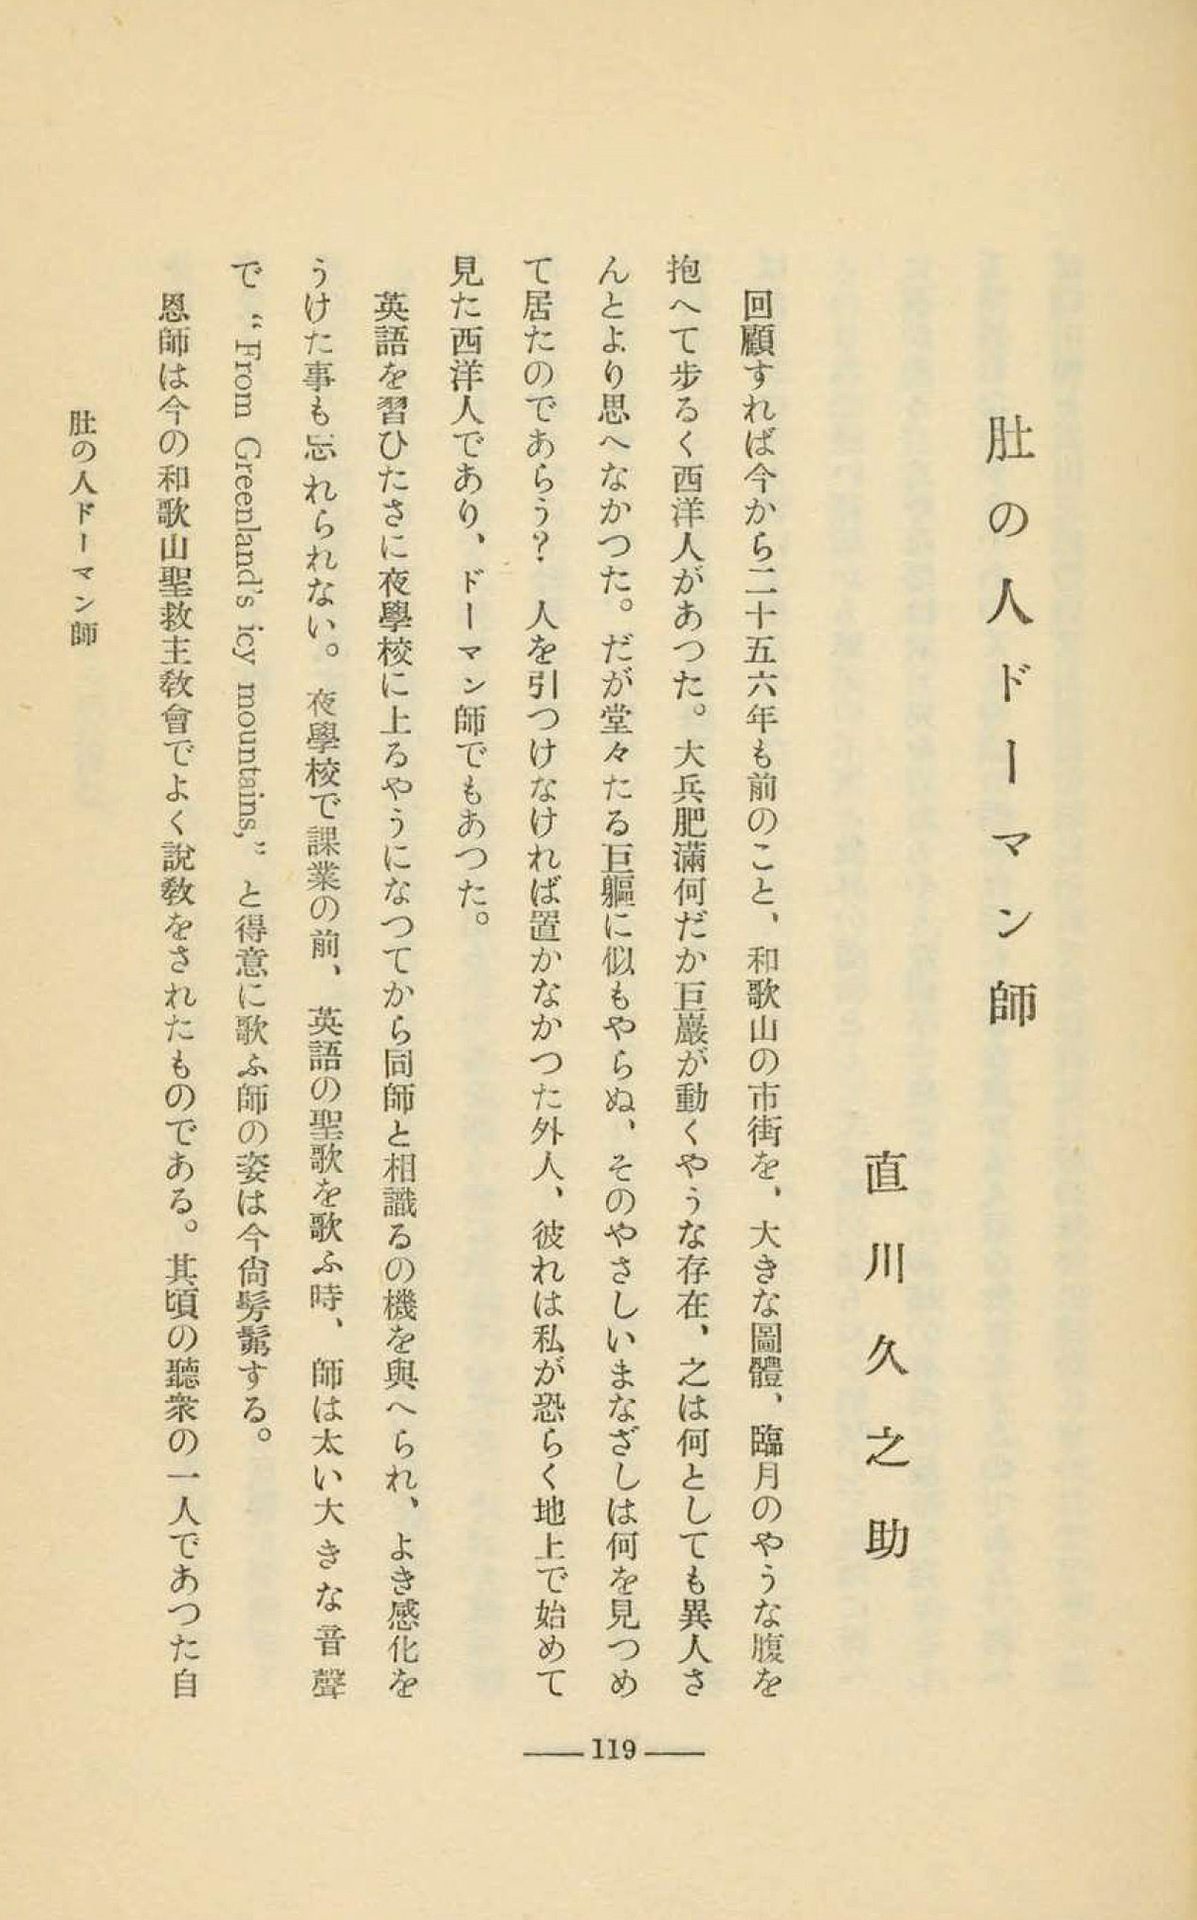 肚の人ドーマン師
直川久之助
回顧すれば今から二十五六年も前のこと、和歌山の市街を、大きな圖體、臨月のやうな腹を
抱へて步るく西洋人があつた。大兵肥滿何だか巨巖が動くやうな存在、之は何としても異人さ
んとより思へなかつた。だが堂々たる巨軀に似もやらぬ、そのやさしいまなざしは何を見つめ
て居たのであらう？　人を引つけなければ置かなかつた外人、彼れは私が恐らく地上で始めて
見た西洋人であり、ドーマン師でもあつた。
英語を習ひたさに夜學校に上るやうになつてから同師と相識るの機を與へられ、よき感化を
うけた事も忘れられない。夜學校で課業の前、英語の聖歌を歌ふ時、師は太い大きな音聲
で “From Greenland's icy mountains,” と得意に歌ふ師の姿は今尙髣髴する。
恩師は今の和歌山聖救主敎會でよく說敎をされたものである。其頃の聽衆の一人であつた自
肚の人ドーマン師
119